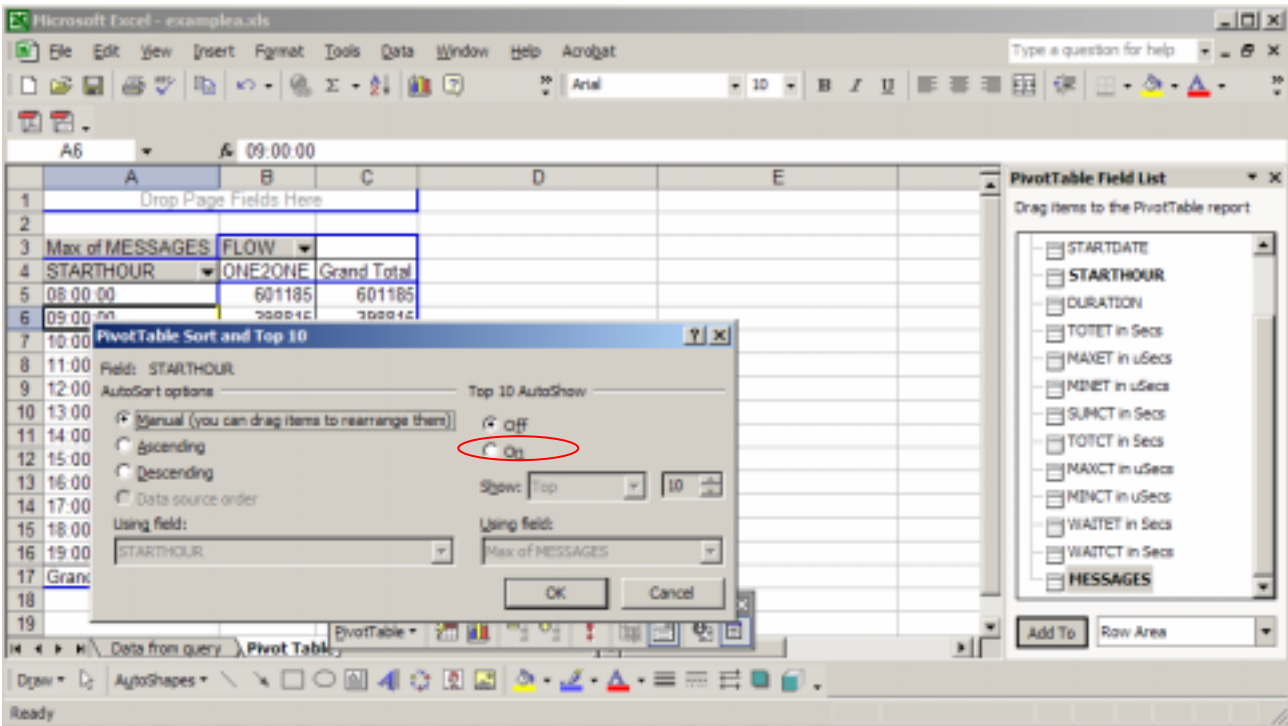 Microsoft Excel - examplea.xls
File Edit View Insert Format Tools Data Window Help Acrobat Type a question for help
Arial 10 B I U
A6 fx 09:00:00
A B C D E
1 Drop Page Fields Here
2
3 Max of MESSAGES FLOW
4 STARTHOUR ONE2ONE Grand Total
5 08:00:00 601185 601185
6 09:00:00 398816 398816
7 10:00
8 11:00
9 12:00
10 13:00
11 14:00
12 15:00
13 16:00
14 17:00
15 18:00
16 19:00
17 Grand
18
19
PivotTable Sort and Top 10
Field: STARTHOUR
AutoSort options
Manual (you can drag items to rearrange them)
Ascending
Descending
Data source order
Using field:
STARTHOUR
Top 10 AutoShow
Off
On
Show: Top 10
Using field:
Max of MESSAGES
OK Cancel
PivotTable
Data from query Pivot Table
PivotTable Field List
Drag items to the PivotTable report
STARTDATE
STARTHOUR
DURATION
TOTET in Secs
MAXET in uSecs
MINET in uSecs
SUMCT in Secs
TOTCT in Secs
MAXCT in uSecs
MINCT in uSecs
WAITET in Secs
WAITCT in Secs
MESSAGES
Add To Row Area
Draw AutoShapes
Ready